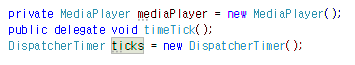 private MediaPlayer mediaPlayer = new MediaPlayer();
public delegate void timeTick();
DispatcherTimer ticks = new DispatcherTimer();